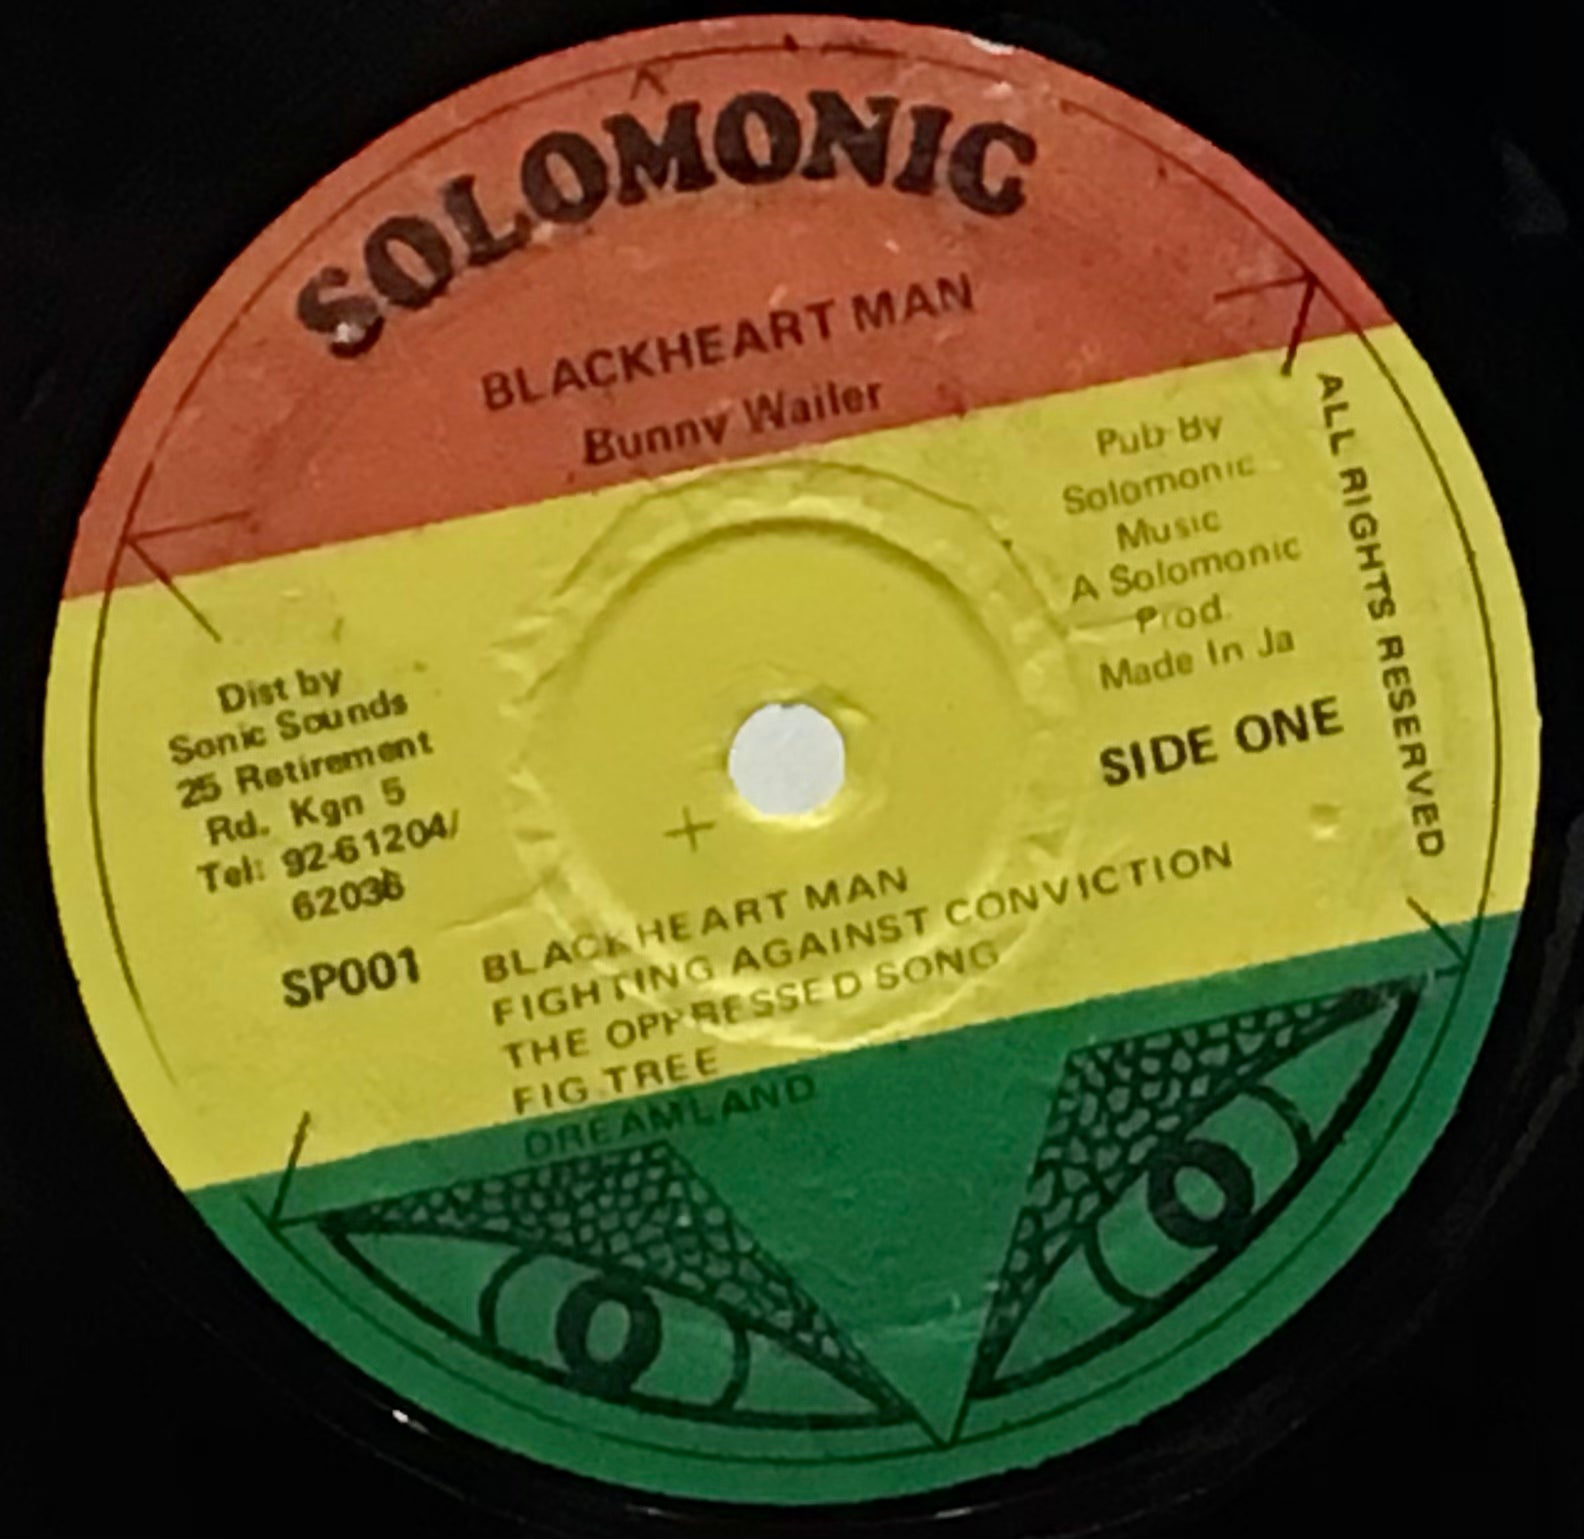 SOLOMONIC
BLACKHEART MAN
Bunny Wailer
Pub By
Solomonic
Music
A Solomonic
Prod.
Made In Ja
ALL RIGHTS RESERVED
Dist by
Sonic Sounds
25 Retirement
Rd. Kgn 5
Tel: 92-61204/
62036
SIDE ONE
SP001
BLACKHEART MAN
FIGHTING AGAINST CONVICTION
THE OPPRESSED SONG
FIG TREE
DREAMLAND